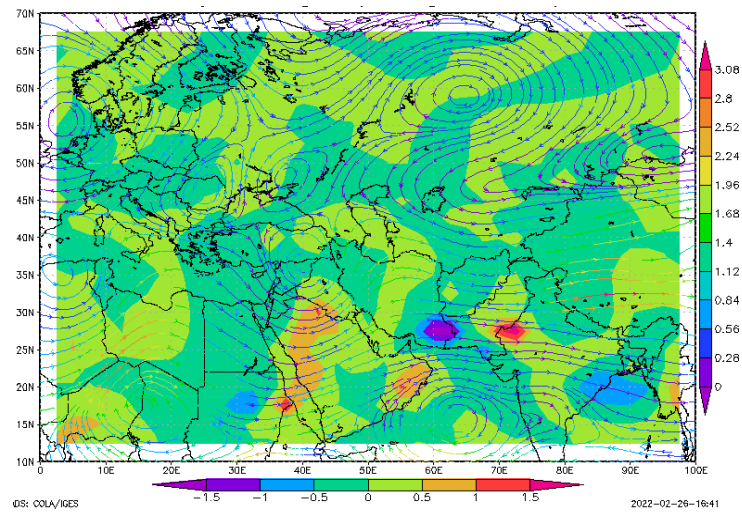 70N
65N
60N
55N
50N
45N
40N
35N
30N
25N
20N
15N
10N
0 10E 20E 30E 40E 50E 60E 70E 80E 90E 100E
3.08
2.8
2.52
2.24
1.96
1.68
1.4
1.12
0.84
0.56
0.28
0
-1.5 -1 -0.5 0 0.5 1 1.5
DS: COLA/IGES
2022-02-26-16:41